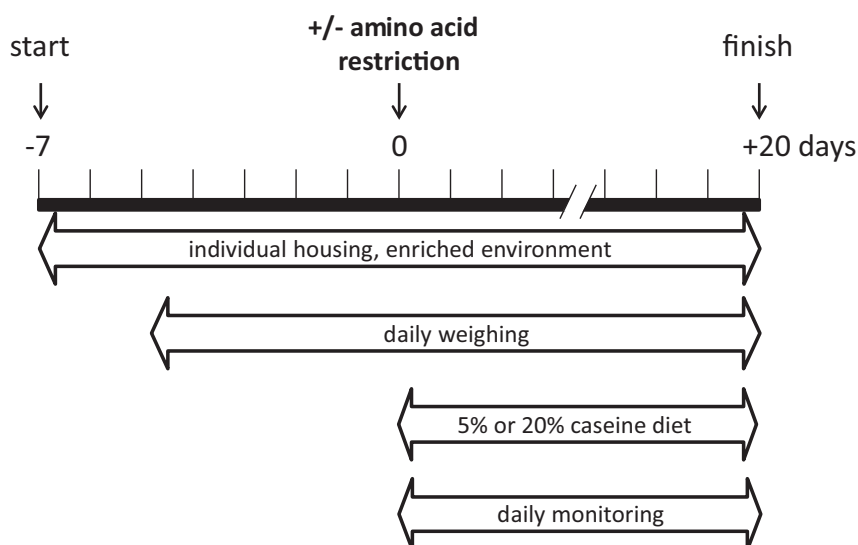 +/- amino acid
start
restriction
finish
-7
0
+20 days
individual housing, enriched environment
daily weighing
5% or 20% caseine diet
daily monitoring